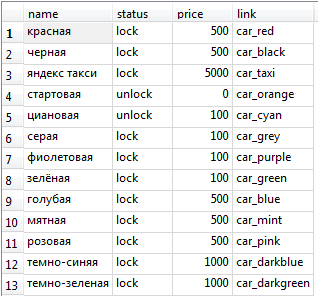 name status price link
1 красная lock 500 car_red
2 черная lock 500 car_black
3 яндекс такси lock 5000 car_taxi
4 стартовая unlock 0 car_orange
5 циановая unlock 100 car_cyan
6 серая lock 100 car_grey
7 фиолетовая lock 100 car_purple
8 зелёная lock 100 car_green
9 голубая lock 500 car_blue
10 мятная lock 500 car_mint
11 розовая lock 500 car_pink
12 темно-синяя lock 1000 car_darkblue
13 темно-зеленая lock 1000 car_darkgreen